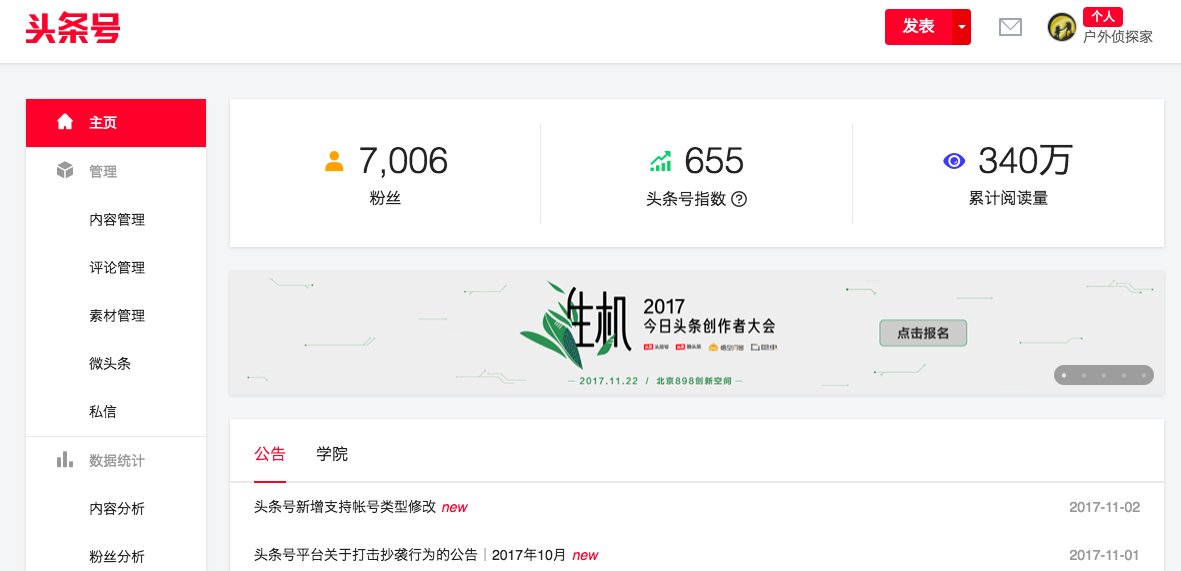 头条号
发表
个人
户外侦探家
主页
管理
内容管理
评论管理
素材管理
微头条
私信
数据统计
内容分析
粉丝分析
7,006
粉丝
655
头条号指数
340万
累计阅读量
生机
2017
今日头条创作者大会
点击报名
2017.11.22 / 北京898创新空间
公告 学院
头条号新增支持帐号类型修改 new 2017-11-02
头条号平台关于打击抄袭行为的公告｜2017年10月 new 2017-11-01